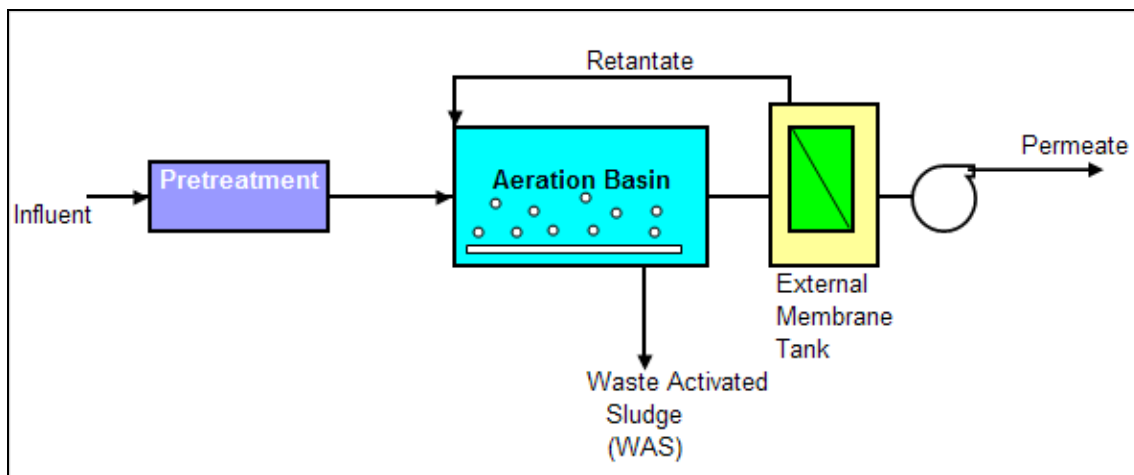 Retantate
Permeate
Pretreatment
Aeration Basin
Influent
External
Membrane
Tank
Waste Activated
Sludge
(WAS)